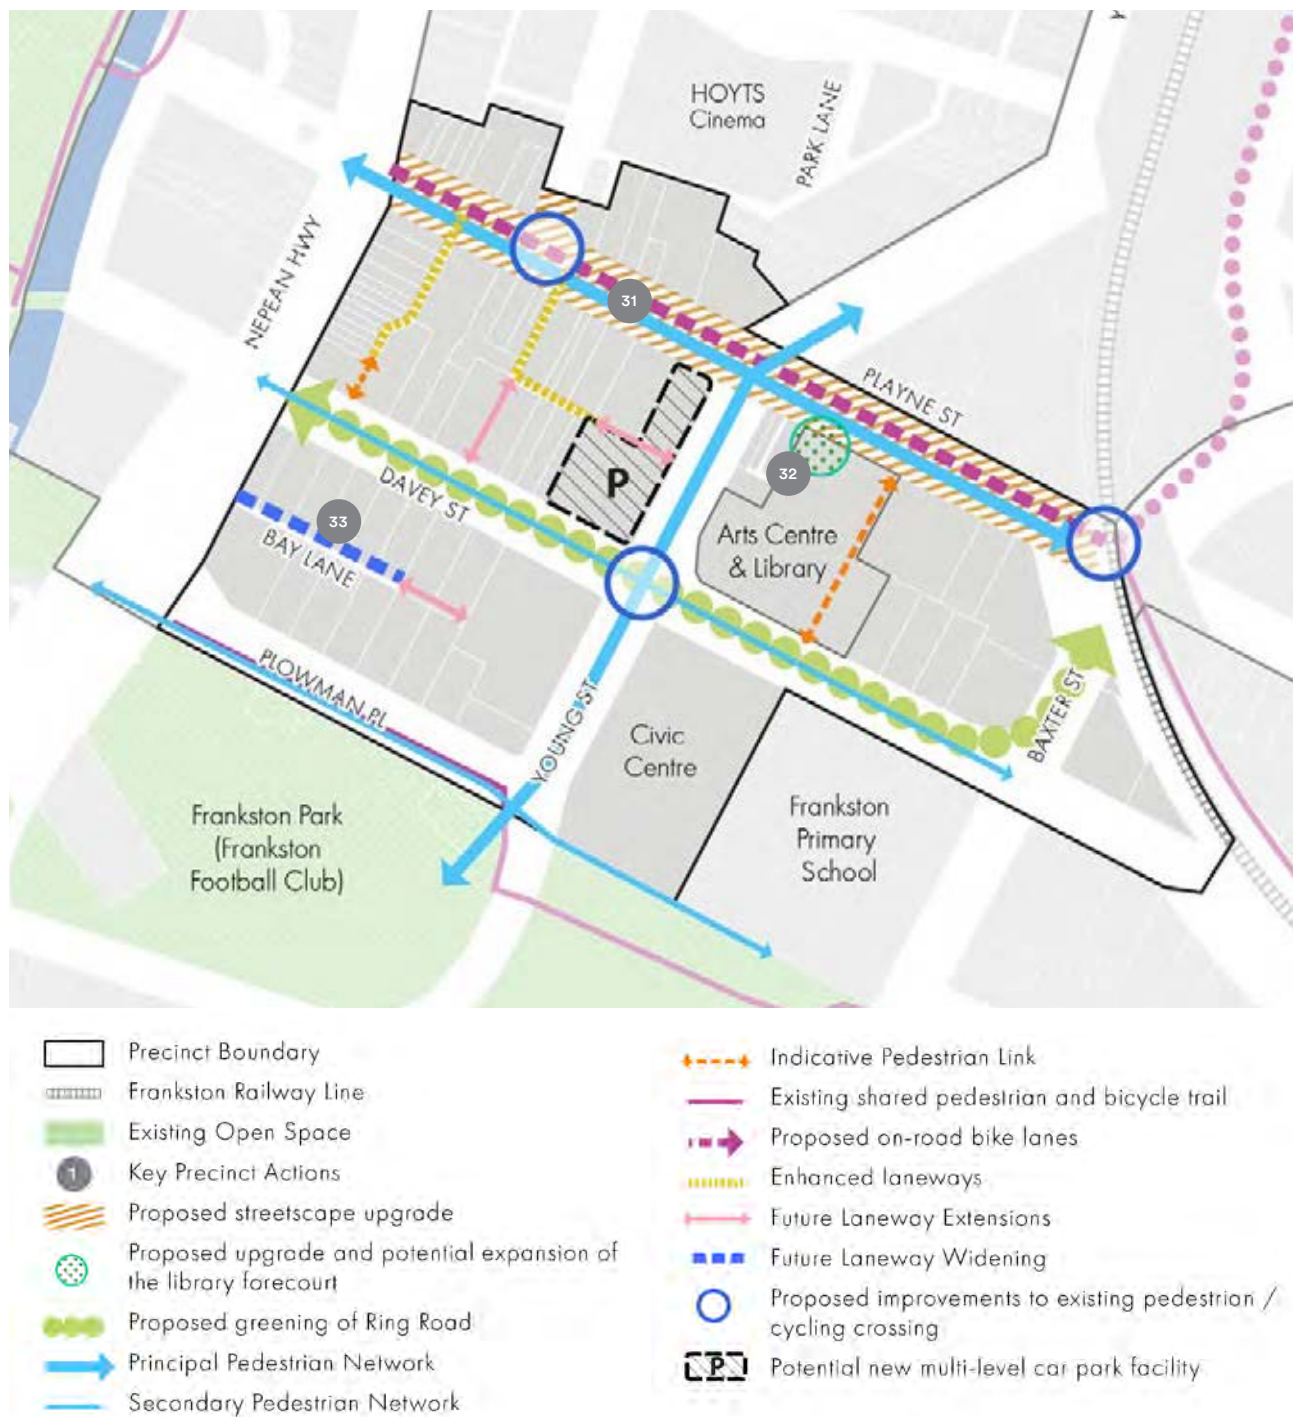 Y
HOYTS
Cinema
PARK LANE
NEPEAN HWY
31
PLAYNE ST
32
P
DAVEY ST
33
BAY LANE
Arts Centre
& Library
PLOWMAN PL
YOUNG ST
BAXTER ST
Civic
Centre
Frankston Park
(Frankston
Football Club)
Frankston
Primary
School
Precinct Boundary
Frankston Railway Line
Existing Open Space
1
Key Precinct Actions
Proposed streetscape upgrade
Proposed upgrade and potential expansion of
the library forecourt
Proposed greening of Ring Road
Principal Pedestrian Network
Secondary Pedestrian Network
Indicative Pedestrian Link
Existing shared pedestrian and bicycle trail
Proposed on-road bike lanes
Enhanced laneways
Future Laneway Extensions
Future Laneway Widening
Proposed improvements to existing pedestrian /
cycling crossing
P
Potential new multi-level car park facility